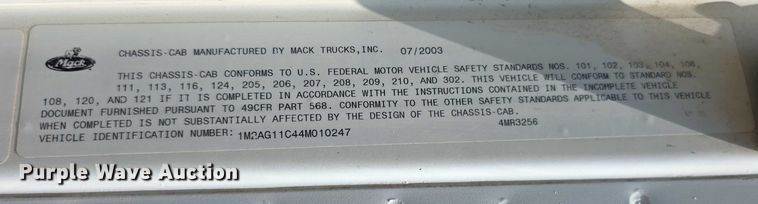 Mack
CHASSIS-CAB MANUFACTURED BY MACK TRUCKS,INC. 07/2003
THIS CHASSIS-CAB CONFORMS TO U.S. FEDERAL MOTOR VEHICLE SAFETY STANDARDS NOS. 101, 102, 103, 104, 106,
111, 113, 116, 124, 205, 206, 207, 208, 209, 210, AND 302. THIS VEHICLE WILL CONFORM TO STANDARD NOS.
108, 120, AND 121 IF IT IS COMPLETED IN ACCORDANCE WITH THE INSTRUCTIONS CONTAINED IN THE INCOMPLETE VEHICLE
DOCUMENT FURNISHED PURSUANT TO 49CFR PART 568. CONFORMITY TO THE OTHER SAFETY STANDARDS APPLICABLE TO THIS VEHICLE
WHEN COMPLETED IS NOT SUBSTANTIALLY AFFECTED BY THE DESIGN OF THE CHASSIS-CAB.
4MR3256
VEHICLE IDENTIFICATION NUMBER: 1M2AG11C44M010247
Purple Wave Auction